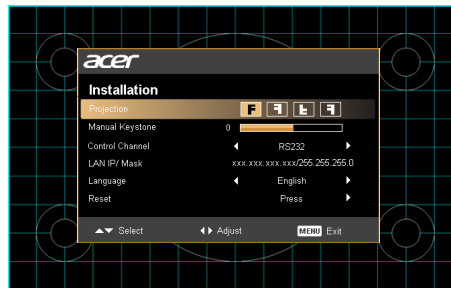 acer
Installation
Projection F
Manual Keystone 0
Control Channel RS232
LAN IP/ Mask xxx.xxx.xxx.xxx/255.255.255.0
Language English
Reset Press
Select Adjust MENU Exit